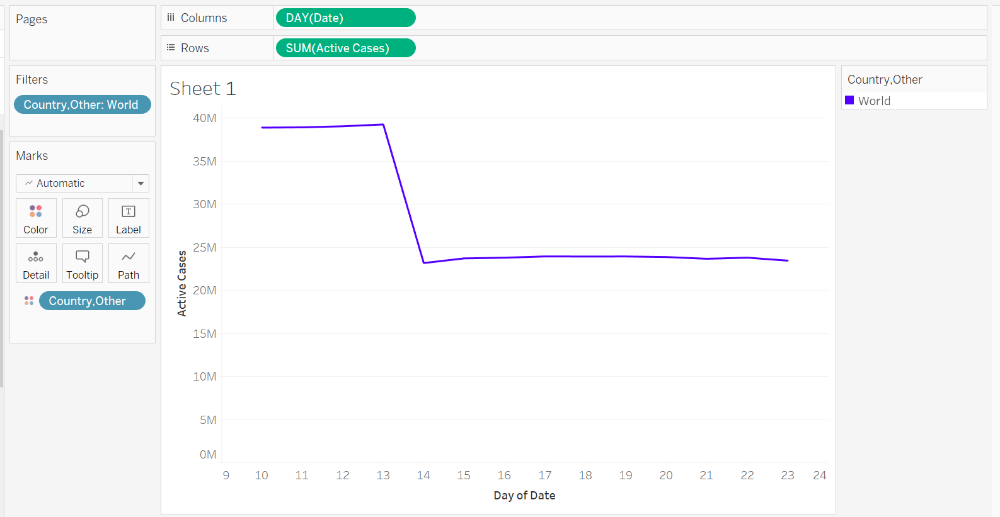 Pages
Columns
DAY(Date)
Rows
SUM(Active Cases)
Filters
Country,Other: World
Marks
Automatic
Color
Size
T
Label
Detail
Tooltip
Path
Country,Other
Sheet 1
40M
35M
30M
25M
20M
15M
10M
5M
0M
Active Cases
9 10 11 12 13 14 15 16 17 18 19 20 21 22 23 24
Day of Date
Country,Other
World